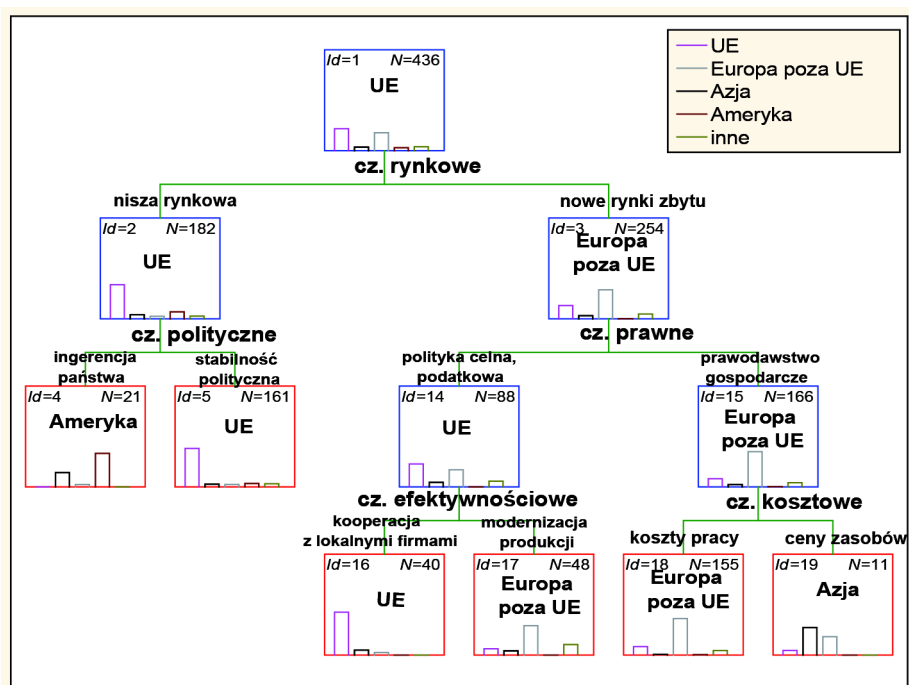 UE
Europa poza UE
Azja
Ameryka
inne
Id=1 N=436
UE
cz. rynkowe
nisza rynkowa
nowe rynki zbytu
Id=2 N=182
UE
cz. polityczne
Id=3 N=254
Europa
poza UE
cz. prawne
ingerencja
państwa
stabilność
polityczna
polityka celna,
podatkowa
prawodawstwo
gospodarcze
Id=4 N=21
Ameryka
Id=5 N=161
UE
Id=14 N=88
UE
cz. efektywnościowe
Id=15 N=166
Europa
poza UE
cz. kosztowe
kooperacja
z lokalnymi firmami
modernizacja
produkcji
koszty pracy
ceny zasobów
Id=16 N=40
UE
Id=17 N=48
Europa
poza UE
Id=18 N=155
Europa
poza UE
Id=19 N=11
Azja